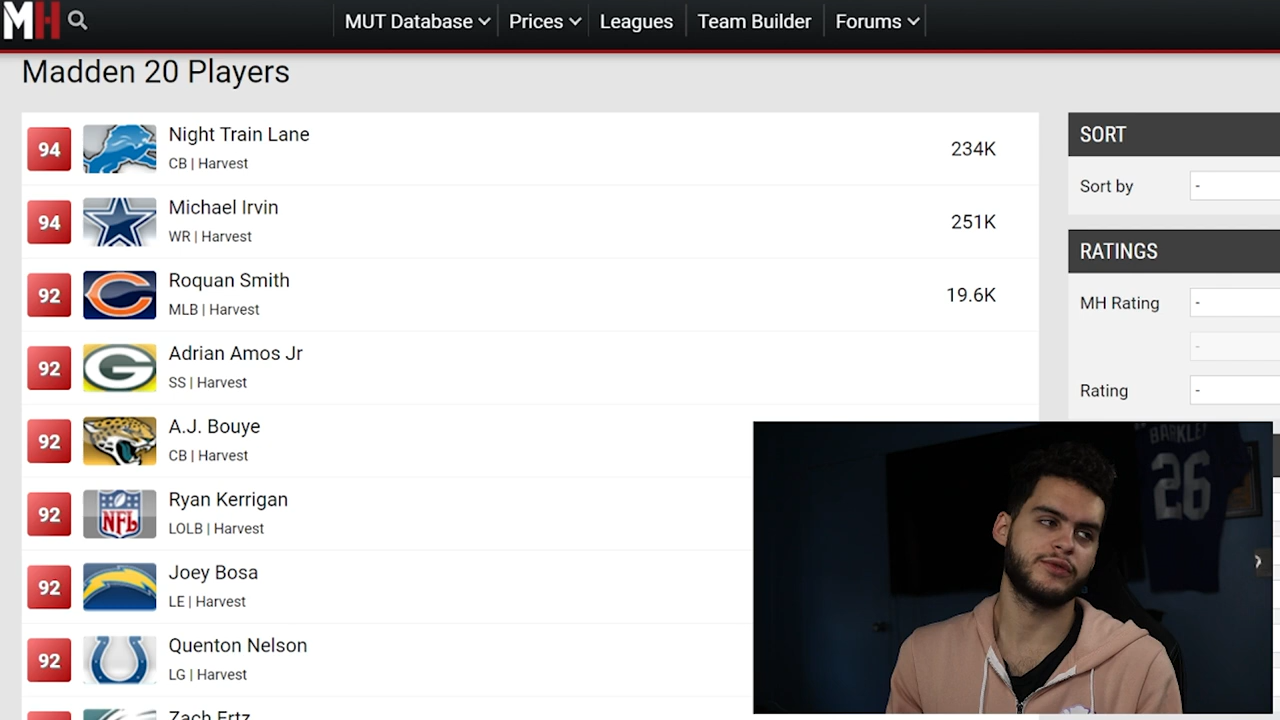 MH
MUT Database
Prices
Leagues
Team Builder
Forums
Madden 20 Players
94
Night Train Lane
CB | Harvest
234K
94
Michael Irvin
WR | Harvest
251K
92
Roquan Smith
MLB | Harvest
19.6K
92
Adrian Amos Jr
SS | Harvest
92
A.J. Bouye
CB | Harvest
92
NFL
Ryan Kerrigan
LOLB | Harvest
92
Joey Bosa
LE | Harvest
92
Quenton Nelson
LG | Harvest
Zach Ertz
SORT
Sort by
-
RATINGS
MH Rating
-
-
Rating
-
BARKLEY
26